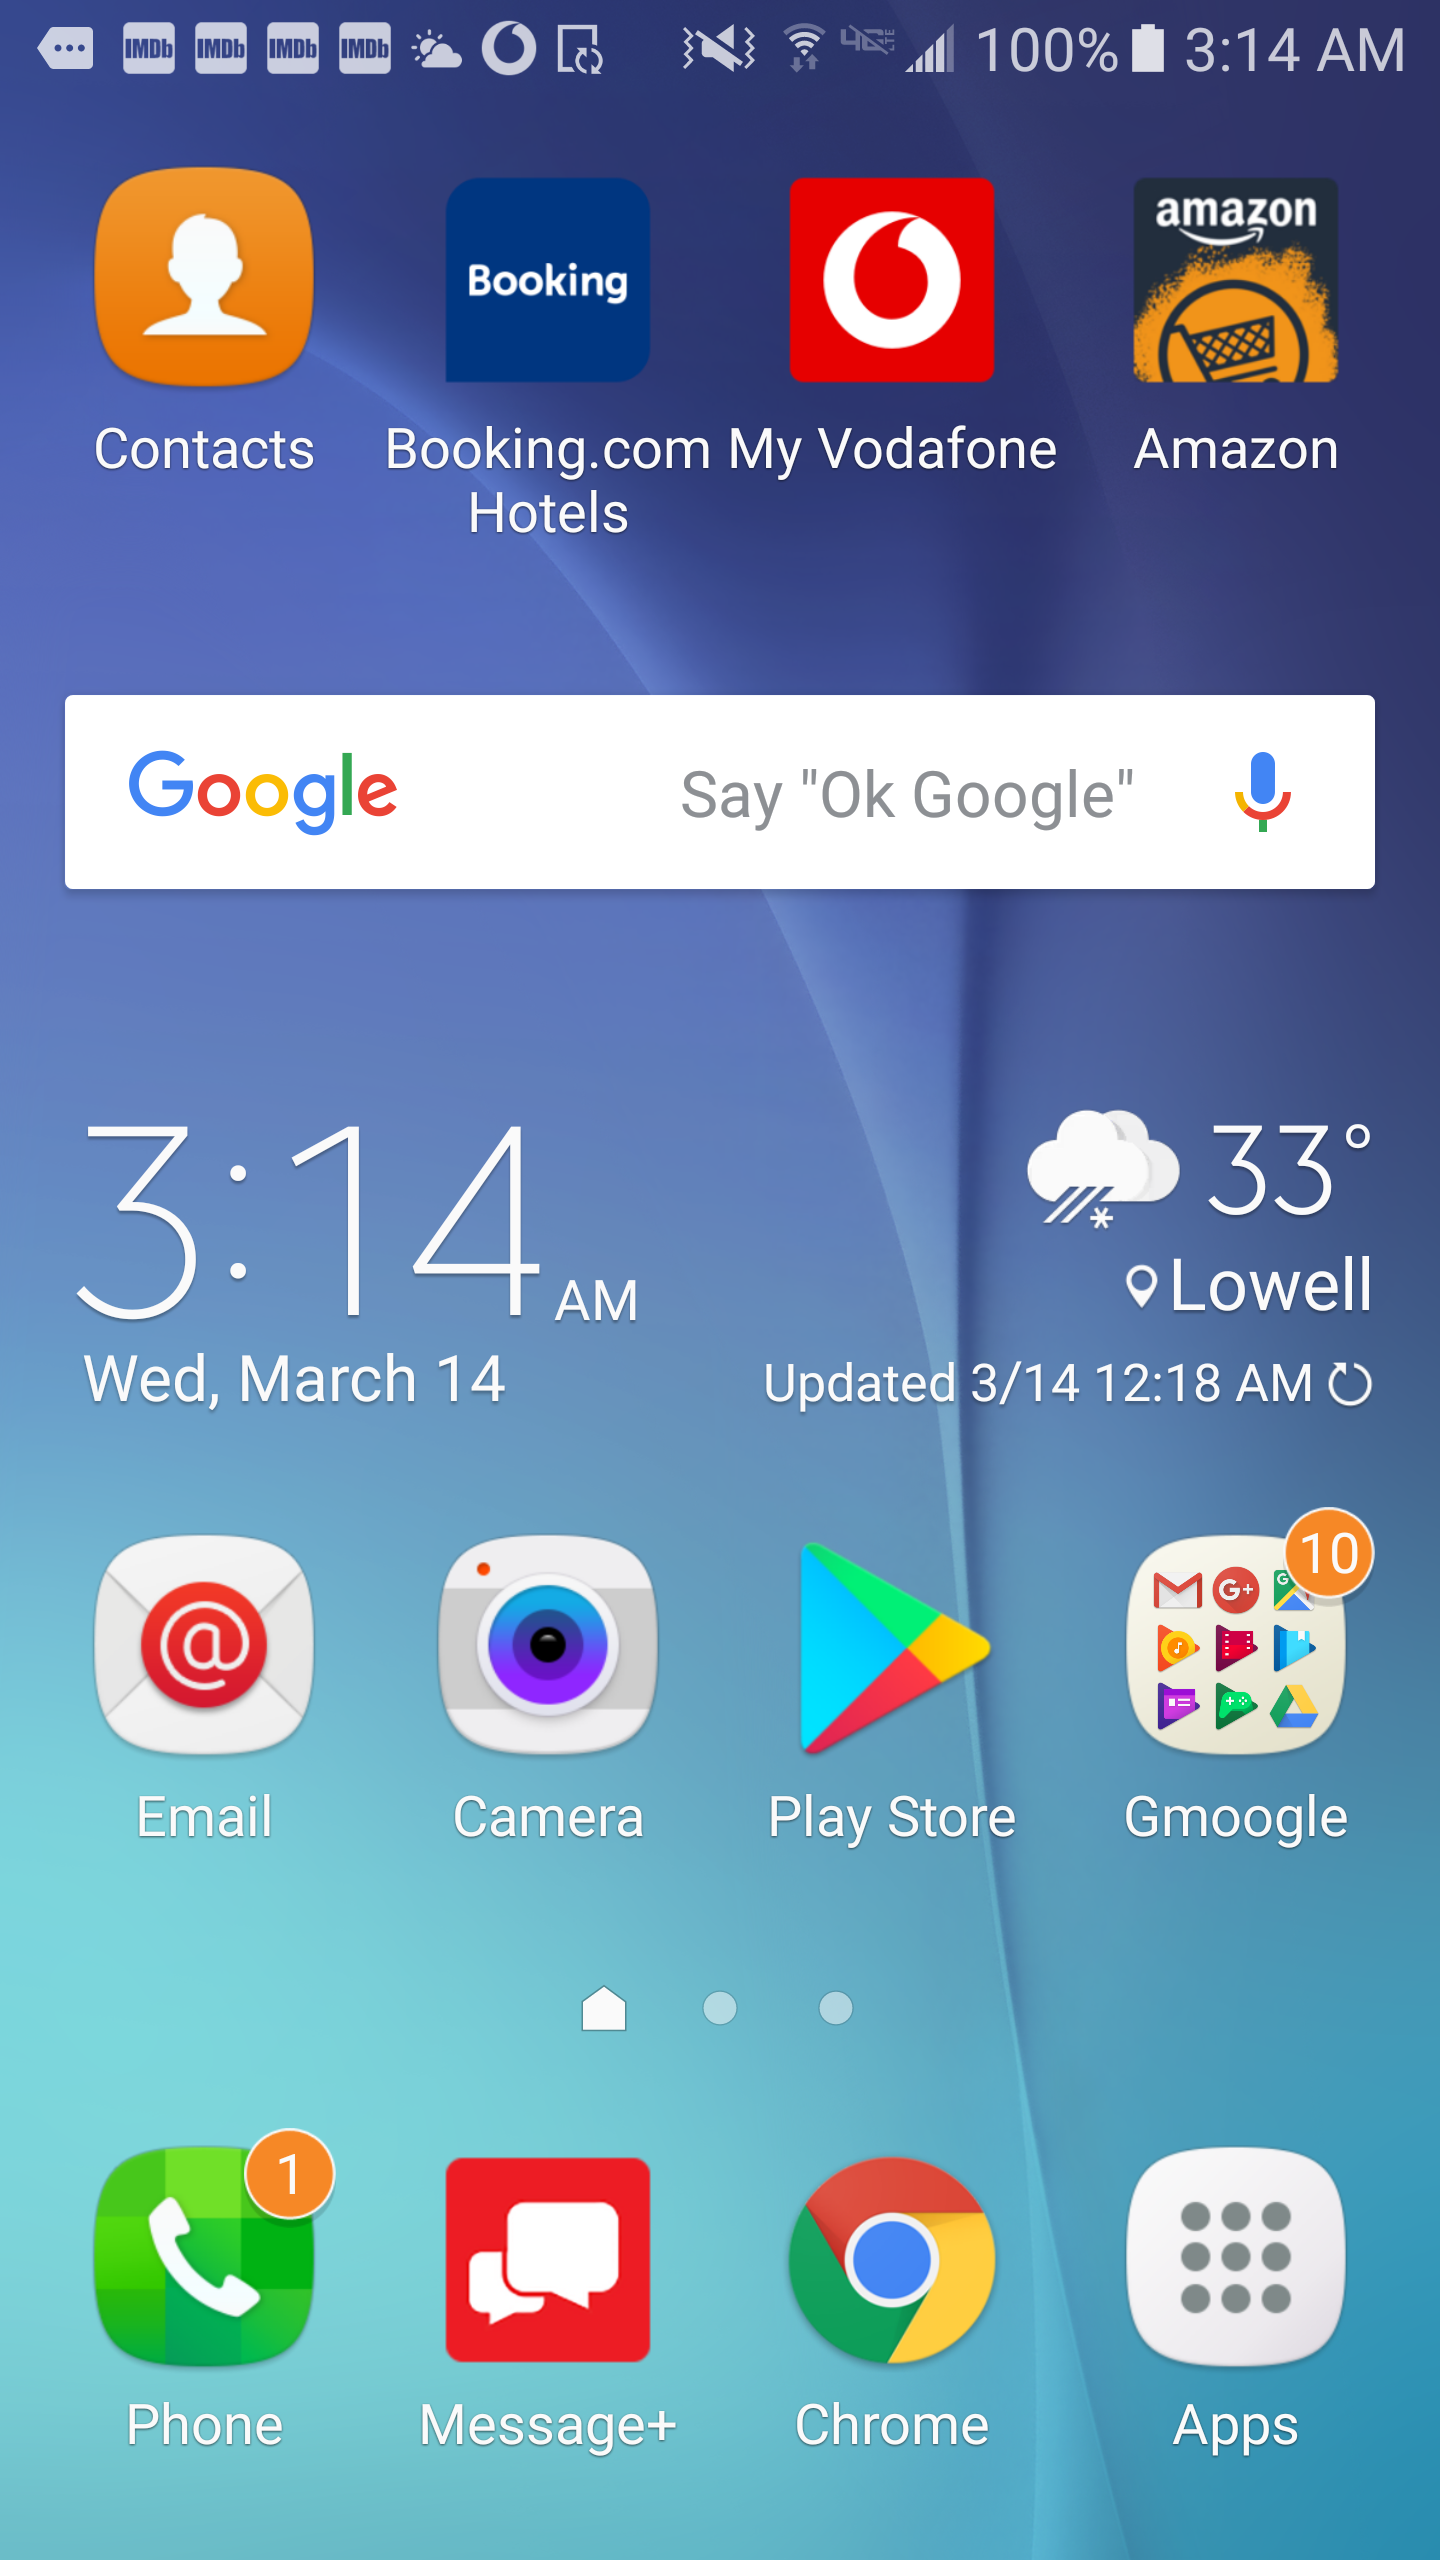 IMDb IMDb IMDb IMDb 4G LTE 100% 3:14 AM
Booking
amazon
Contacts Booking.com My Vodafone Amazon
Hotels
Google Say "Ok Google"
3:14 AM
33°
Lowell
Wed, March 14
Updated 3/14 12:18 AM
10
G+
G
Email Camera Play Store Gmoogle
1
Phone Message+ Chrome Apps